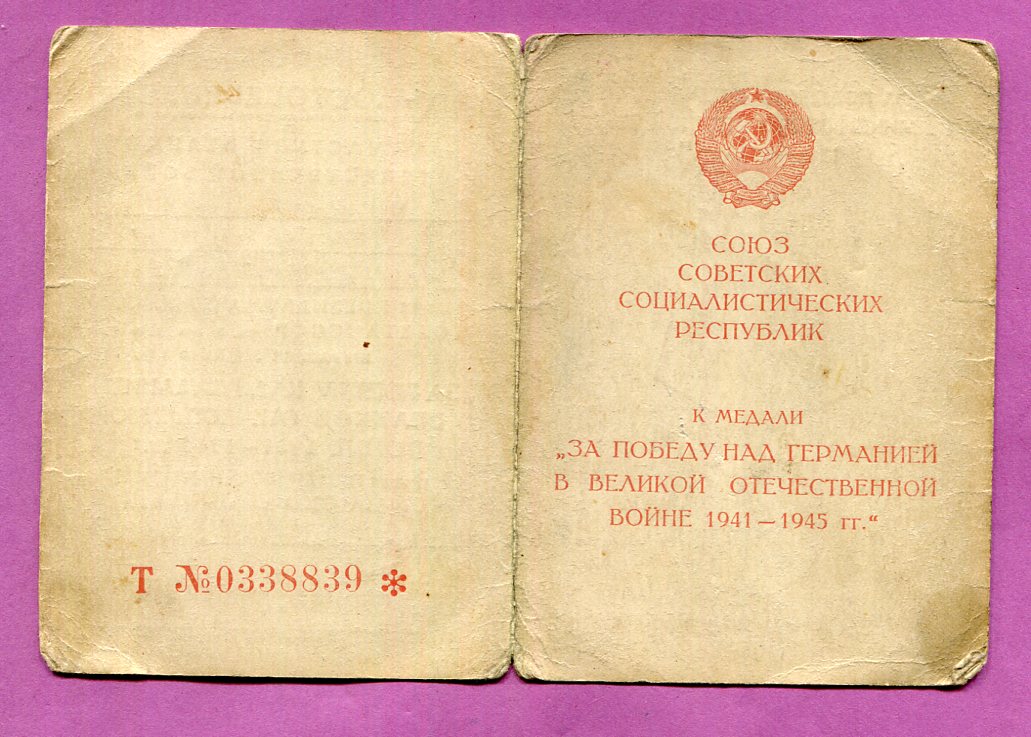 Т №0338839 *
СОЮЗ
СОВЕТСКИХ
СОЦИАЛИСТИЧЕСКИХ
РЕСПУБЛИК
К МЕДАЛИ
„ЗА ПОБЕДУ НАД ГЕРМАНИЕЙ
В ВЕЛИКОЙ ОТЕЧЕСТВЕННОЙ
ВОЙНЕ 1941—1945 гг.“